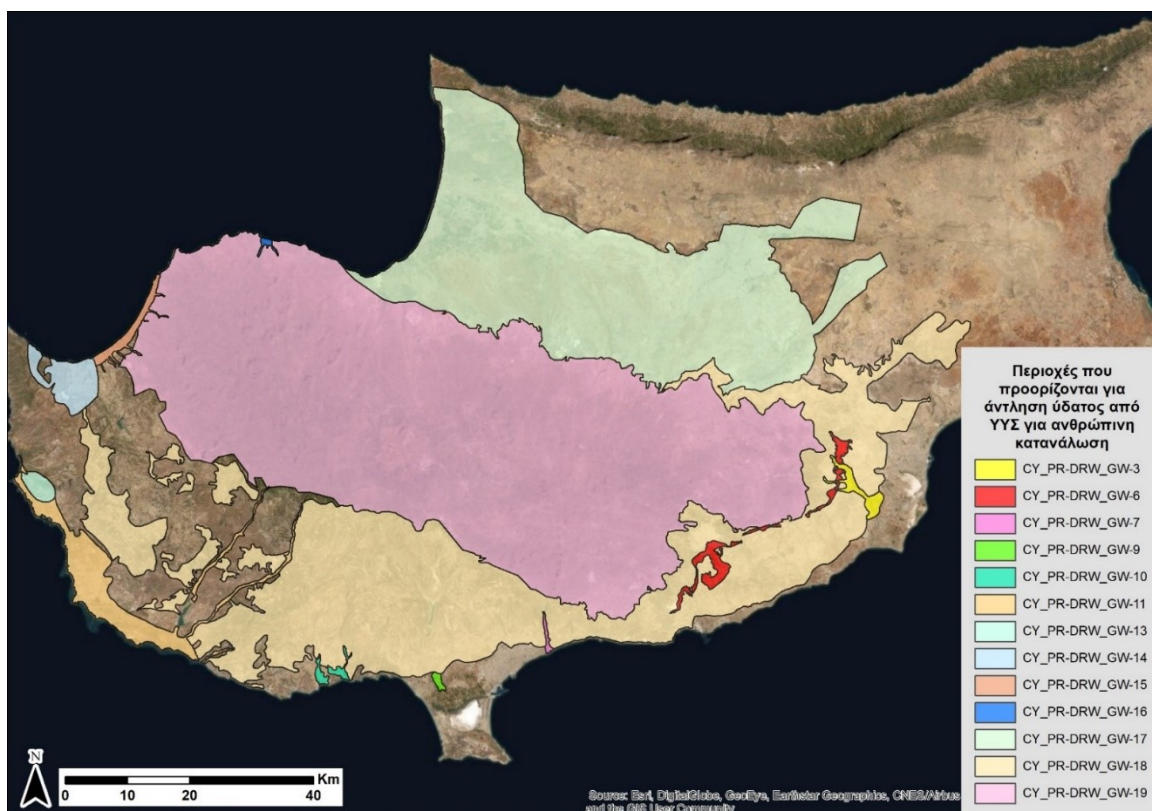 Περιοχές που
προορίζονται για
άντληση ύδατος από
ΥΥΣ για ανθρώπινη
κατανάλωση
CY_PR-DRW_GW-3
CY_PR-DRW_GW-6
CY_PR-DRW_GW-7
CY_PR-DRW_GW-9
CY_PR-DRW_GW-10
CY_PR-DRW_GW-11
CY_PR-DRW_GW-13
CY_PR-DRW_GW-14
CY_PR-DRW_GW-15
CY_PR-DRW_GW-16
CY_PR-DRW_GW-17
CY_PR-DRW_GW-18
CY_PR-DRW_GW-19
N
Km
0 10 20 40
Source: Esri, DigitalGlobe, GeoEye, Earthstar Geographics, CNES/Airbus
and the GIS User Community